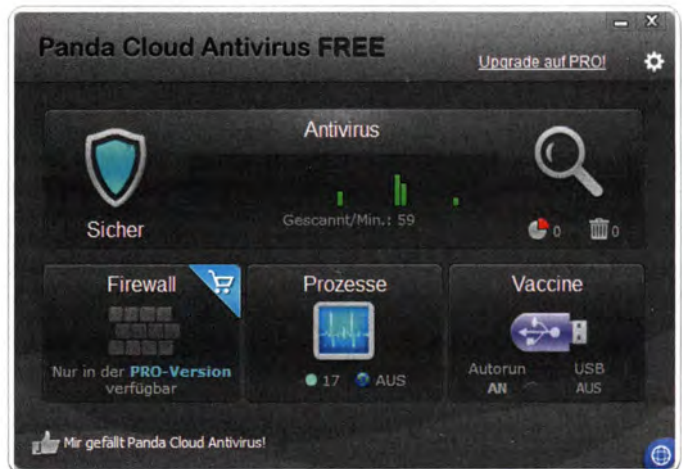 Panda Cloud Antivirus FREE
Upgrade auf PRO!
Antivirus
Sicher
Gescannt/Min.: 59
0
0
Firewall
Nur in der PRO-Version
verfügbar
Prozesse
17 AUS
Vaccine
Autorun USB
AN AUS
Mir gefällt Panda Cloud Antivirus!